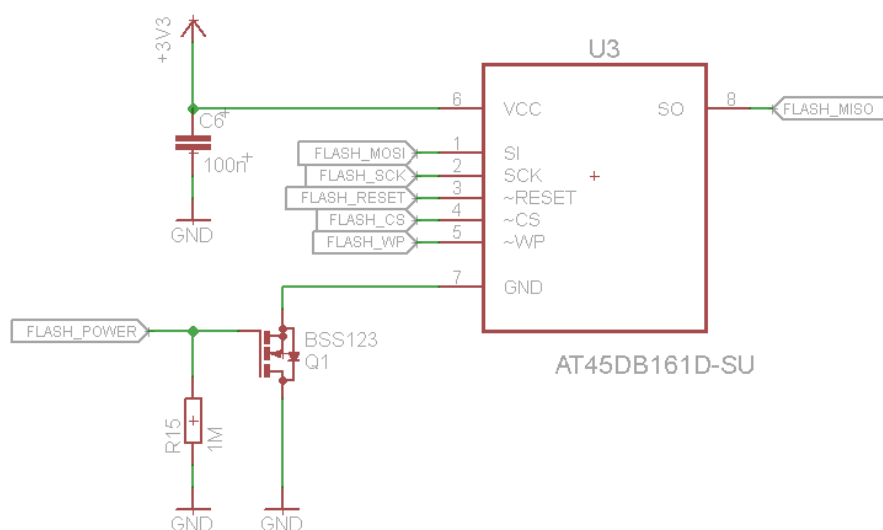 +3V3
U3
C6
100n
6
VCC
SO
8
FLASH_MISO
FLASH_MOSI
1
SI
FLASH_SCK
2
SCK
FLASH_RESET
3
~RESET
FLASH_CS
4
~CS
FLASH_WP
5
~WP
GND
7
GND
FLASH_POWER
BSS123
Q1
AT45DB161D-SU
R15
1M
GND
GND